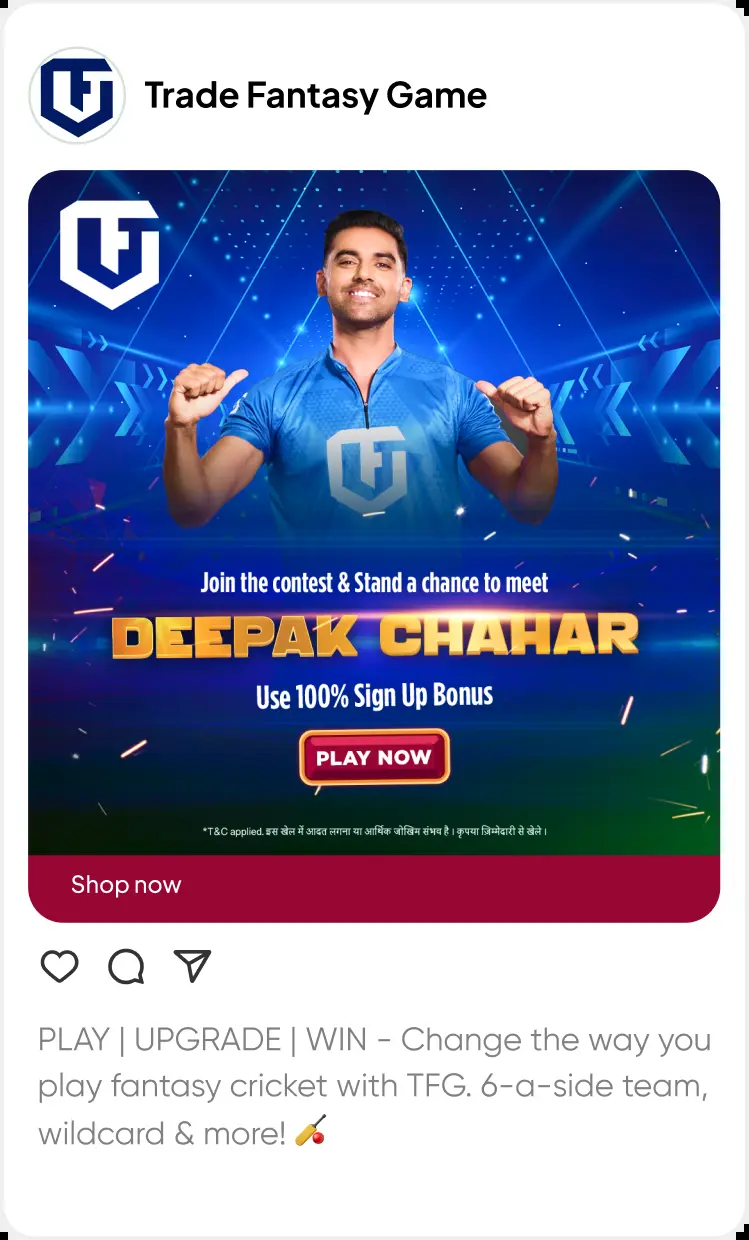 Trade Fantasy Game
Join the contest & Stand a chance to meet
DEEPAK CHAHAR
Use 100% Sign Up Bonus
PLAY NOW
*T&C applied. इस खेल में आदत लगना या आर्थिक जोखिम संभव है। कृपया ज़िम्मेदारी से खेले।
Shop now
PLAY | UPGRADE | WIN - Change the way you
play fantasy cricket with TFG. 6-a-side team,
wildcard & more! 🏏